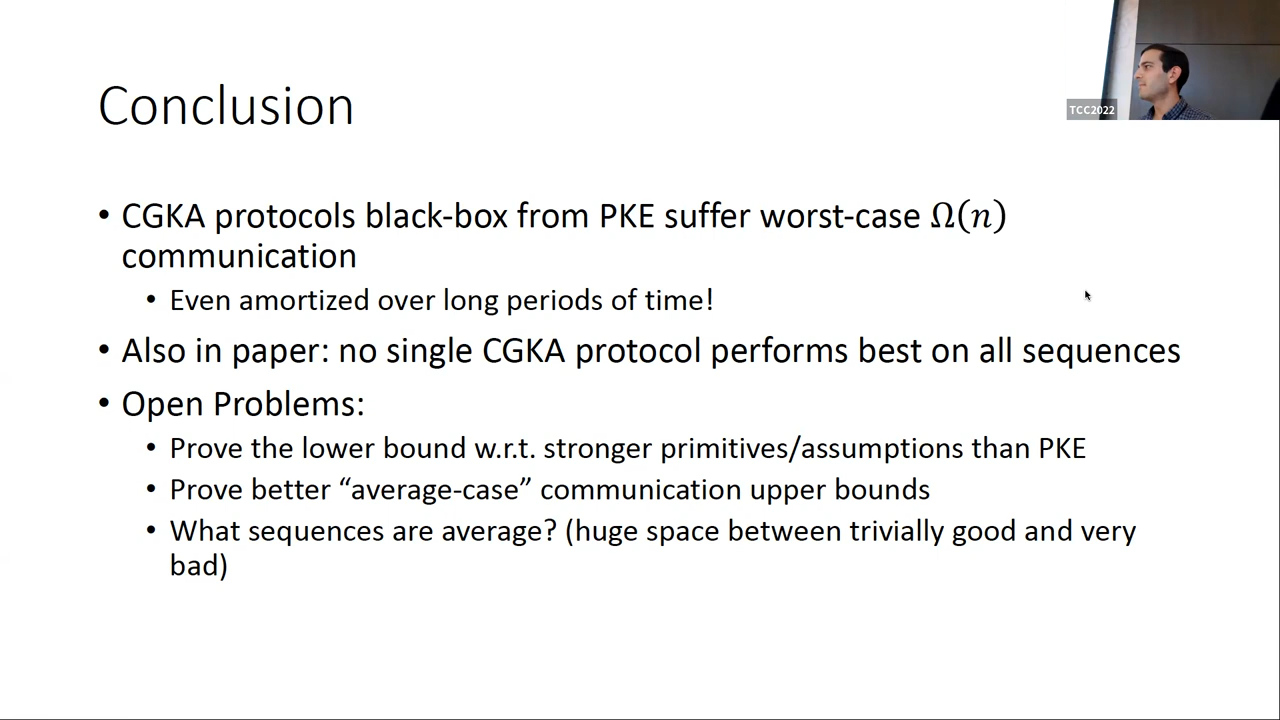 TCC2022
Conclusion
• CGKA protocols black-box from PKE suffer worst-case Ω(n)
communication
• Even amortized over long periods of time!
• Also in paper: no single CGKA protocol performs best on all sequences
• Open Problems:
• Prove the lower bound w.r.t. stronger primitives/assumptions than PKE
• Prove better “average-case” communication upper bounds
• What sequences are average? (huge space between trivially good and very
bad)